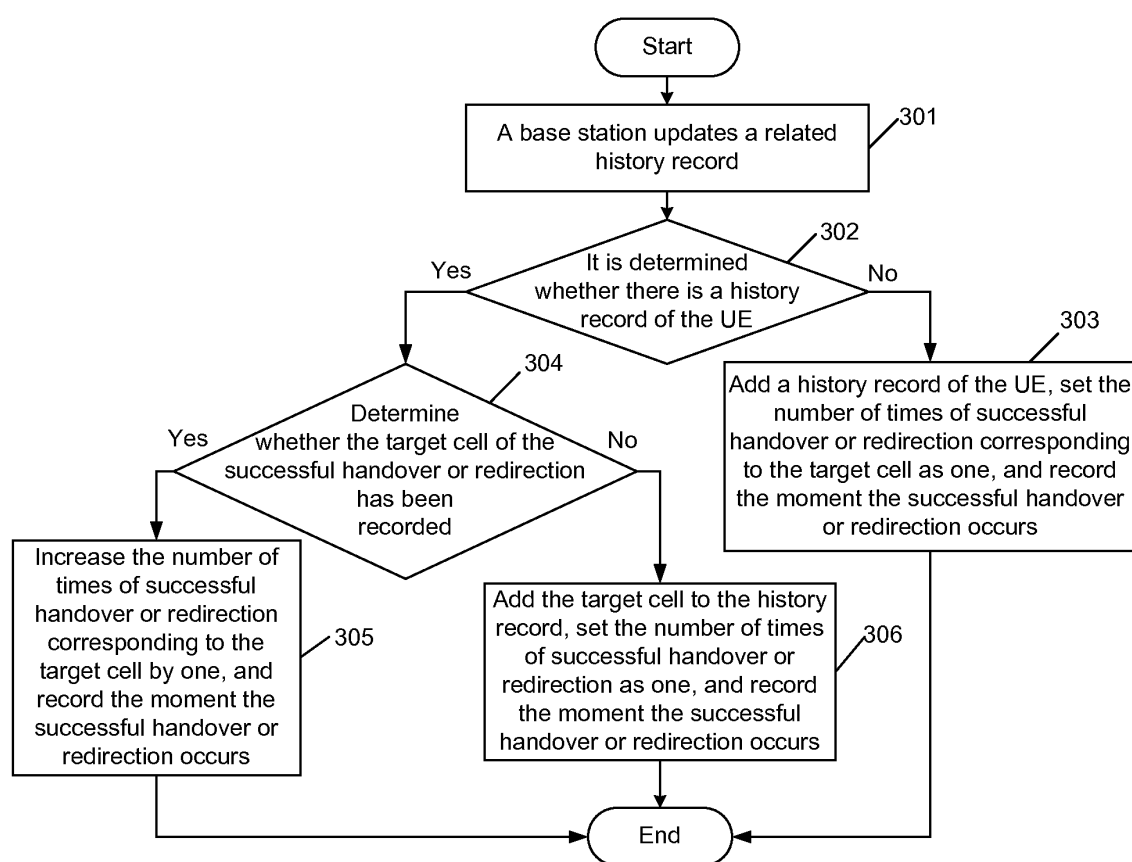 Start
A base station updates a related
history record
301
It is determined
whether there is a history
record of the UE
302
Yes
No
303
Add a history record of the UE, set the
number of times of successful
handover or redirection corresponding
to the target cell as one, and record
the moment the successful handover
or redirection occurs
304
Determine
whether the target cell of the
successful handover or redirection
has been
recorded
Yes
No
Increase the number of
times of successful
handover or redirection
corresponding to the
target cell by one, and
record the moment the
successful handover or
redirection occurs
305
Add the target cell to the history
record, set the number of times
of successful handover or
redirection as one, and record
the moment the successful
handover or redirection occurs
306
End